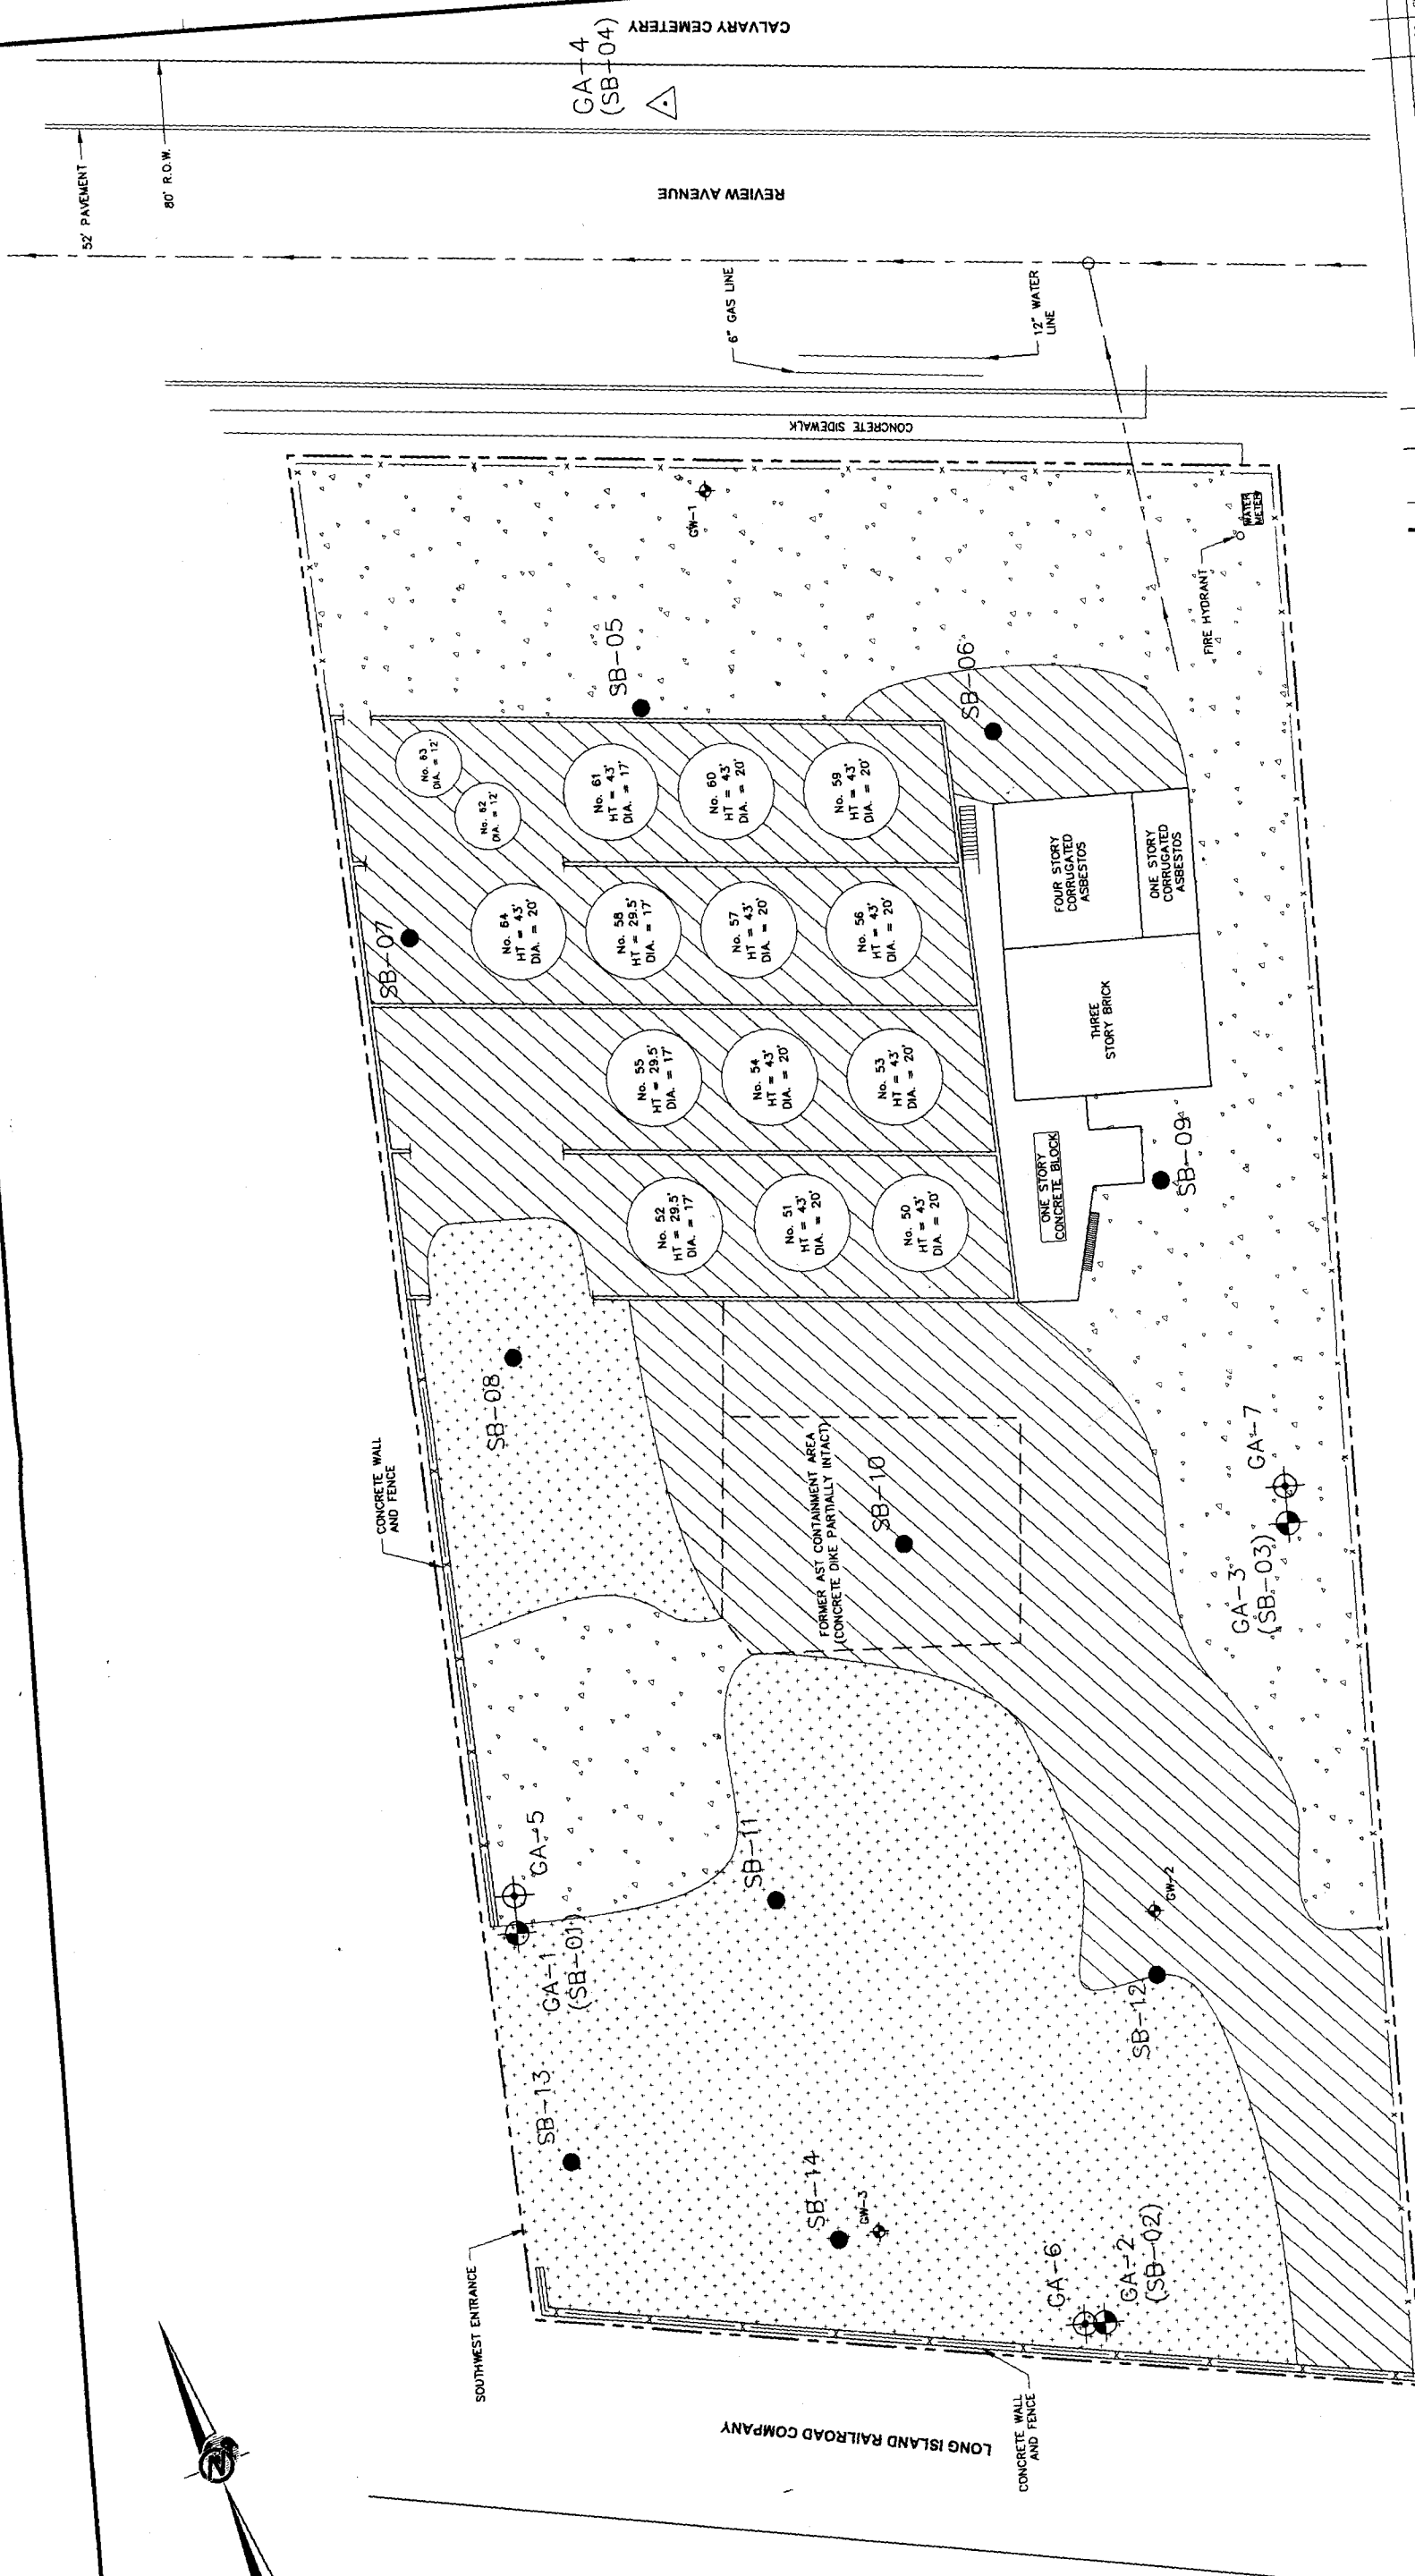 CALVARY CEMETERY
GA-4
(SB-04)
52' PAVEMENT
80' R.O.W.
REVIEW AVENUE
6" GAS LINE
12" WATER
LINE
CONCRETE SIDEWALK
GW-1
WATER
METER
FIRE HYDRANT
SB-05
SB-06
No. 63
DIA. = 12'
No. 62
DIA. = 12'
No. 61
HT = 43'
DIA. = 17'
No. 60
HT = 43'
DIA. = 20'
No. 59
HT = 43'
DIA. = 20'
SB-07
No. 64
HT = 43'
DIA. = 20'
No. 58
HT = 29.5'
DIA. = 17'
No. 57
HT = 43'
DIA. = 20'
No. 56
HT = 43'
DIA. = 20'
FOUR STORY
CORRUGATED
ASBESTOS
ONE STORY
CORRUGATED
ASBESTOS
No. 55
HT = 29.5'
DIA. = 17'
No. 54
HT = 43'
DIA. = 20'
No. 53
HT = 43'
DIA. = 20'
THREE
STORY BRICK
No. 52
HT = 29.5'
DIA. = 17'
No. 51
HT = 43'
DIA. = 20'
No. 50
HT = 43'
DIA. = 20'
ONE STORY
CONCRETE BLOCK
SB-09
SB-08
CONCRETE WALL
AND FENCE
FORMER AST CONTAINMENT AREA
(CONCRETE DIKE PARTIALLY INTACT)
SB-10
GA-7
GA-3
(SB-03)
GA-5
GA-1
(SB-01)
SB-11
GW-2
SB-12
SB-13
SB-14
GW-3
SOUTHWEST ENTRANCE
GA-6
GA-2
(SB-02)
CONCRETE WALL
AND FENCE
LONG ISLAND RAILROAD COMPANY
N